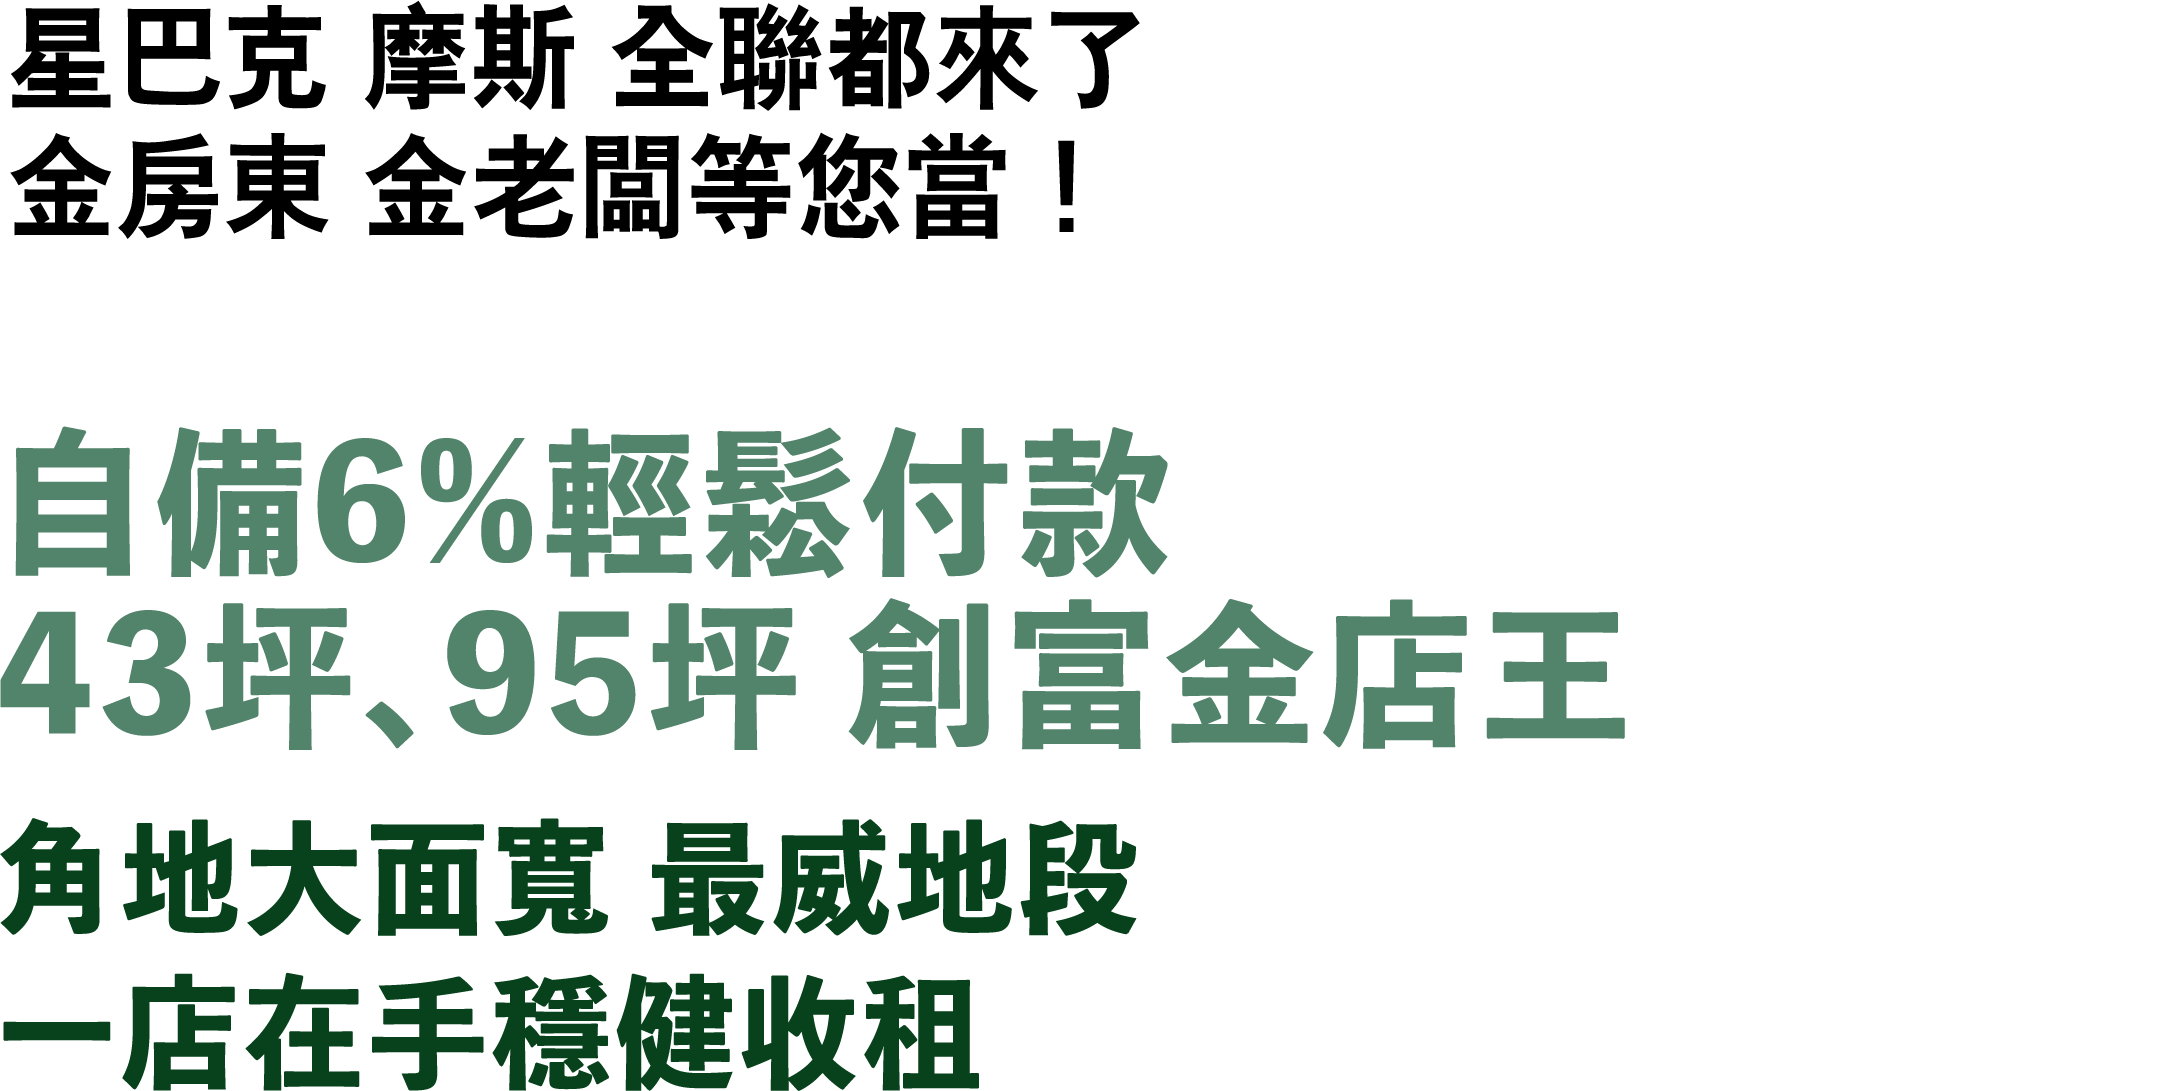 星巴克 摩斯 全聯都來了
金房東 金老闆等您當！
自備6%輕鬆付款
43坪、95坪 創富金店王
角地大面寬 最威地段
一店在手穩健收租